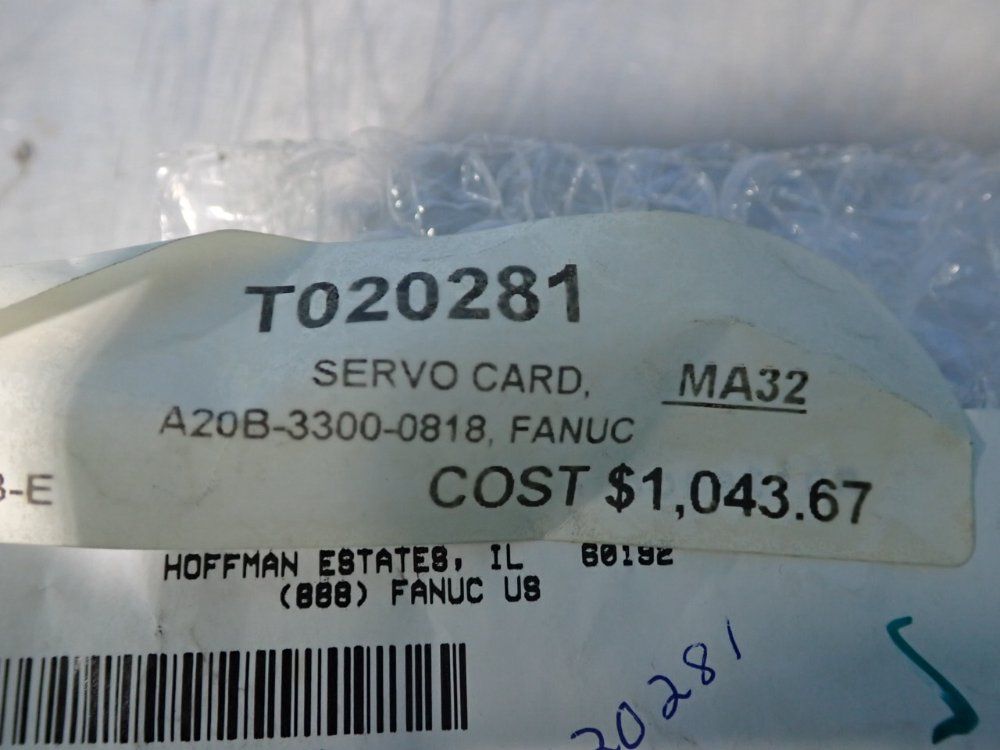 T020281
SERVO CARD, MA32
A20B-3300-0818, FANUC
-E COST $1,043.67
HOFFMAN ESTATES, IL 60192
(888) FANUC US
20281